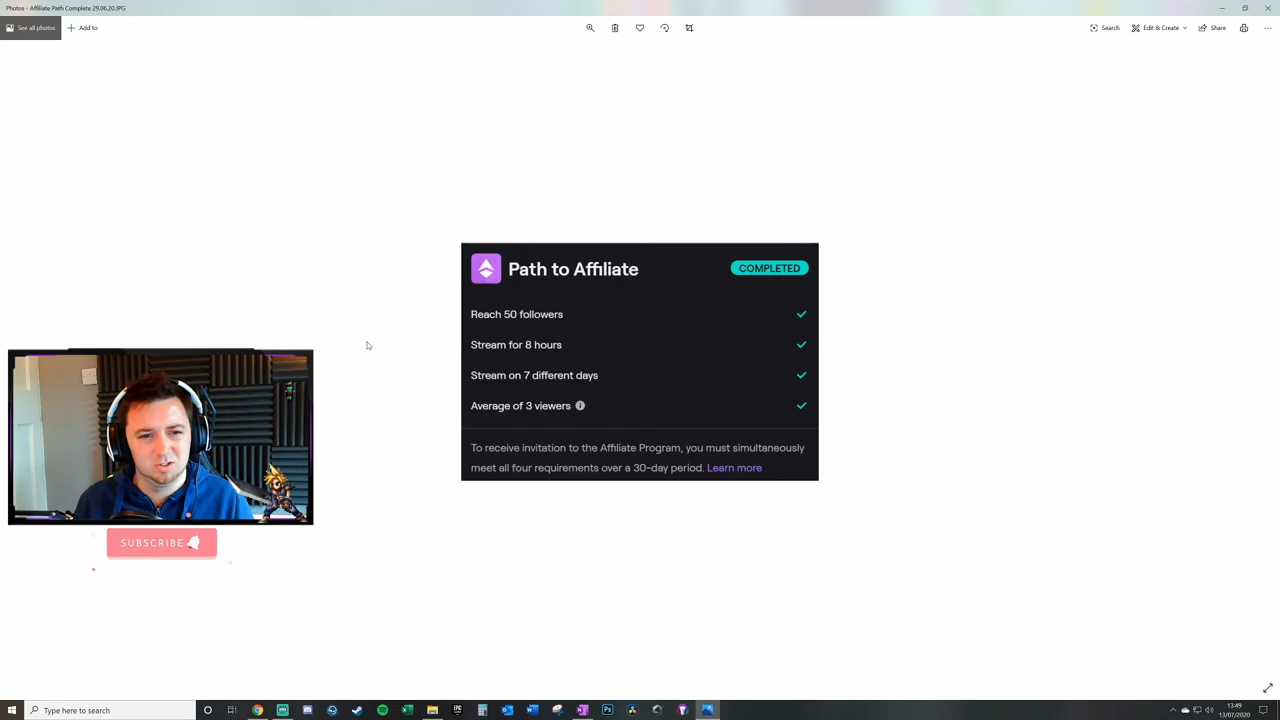 Photos - Affiliate Path Complete 29.06.20.JPG
See all photos
Add to
Search
Edit & Create
Share
Path to Affiliate
COMPLETED
Reach 50 followers
Stream for 8 hours
Stream on 7 different days
Average of 3 viewers
To receive invitation to the Affiliate Program, you must simultaneously
meet all four requirements over a 30-day period. Learn more
SUBSCRIBE
Type here to search
13:49
13/07/2020